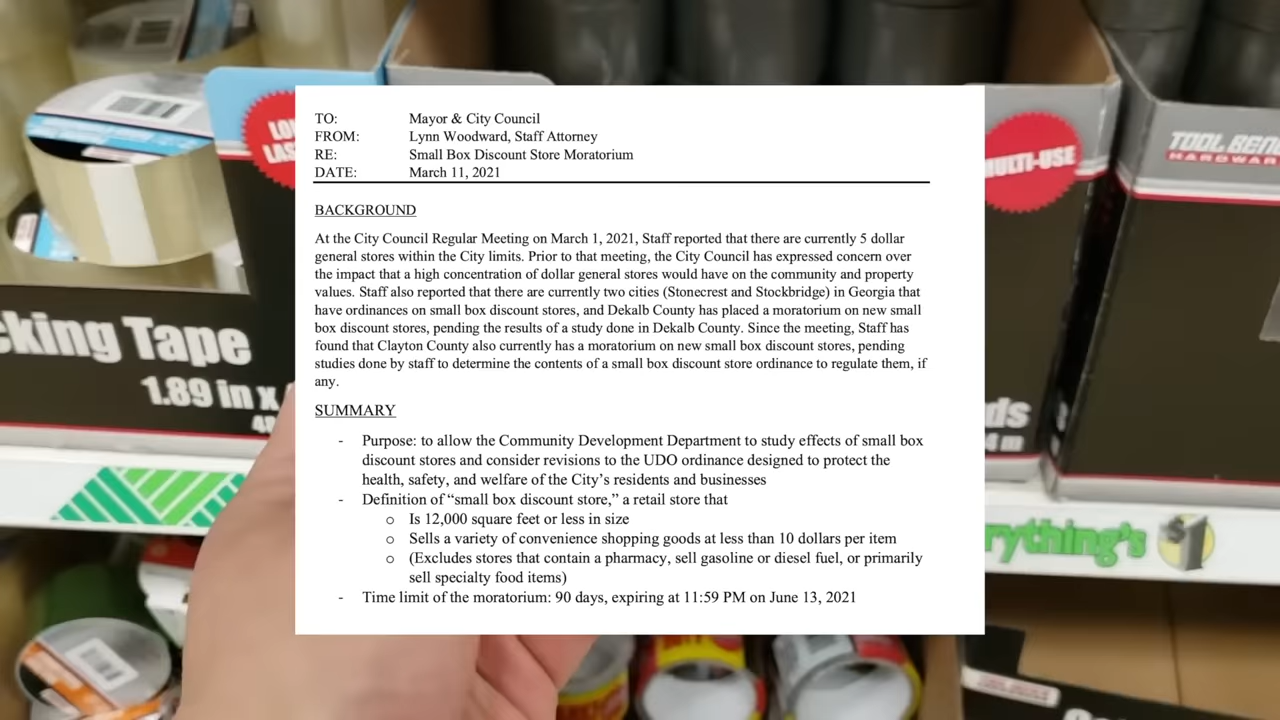 TO: Mayor & City Council
FROM: Lynn Woodward, Staff Attorney
RE: Small Box Discount Store Moratorium
DATE: March 11, 2021
BACKGROUND
At the City Council Regular Meeting on March 1, 2021, Staff reported that there are currently 5 dollar
general stores within the City limits. Prior to that meeting, the City Council has expressed concern over
the impact that a high concentration of dollar general stores would have on the community and property
values. Staff also reported that there are currently two cities (Stonecrest and Stockbridge) in Georgia that
have ordinances on small box discount stores, and Dekalb County has placed a moratorium on new small
box discount stores, pending the results of a study done in Dekalb County. Since the meeting, Staff has
found that Clayton County also currently has a moratorium on new small box discount stores, pending
studies done by staff to determine the contents of a small box discount store ordinance to regulate them, if
any.
SUMMARY
- Purpose: to allow the Community Development Department to study effects of small box
discount stores and consider revisions to the UDO ordinance designed to protect the
health, safety, and welfare of the City's residents and businesses
- Definition of "small box discount store," a retail store that
o Is 12,000 square feet or less in size
o Sells a variety of convenience shopping goods at less than 10 dollars per item
o (Excludes stores that contain a pharmacy, sell gasoline or diesel fuel, or primarily
sell specialty food items)
- Time limit of the moratorium: 90 days, expiring at 11:59 PM on June 13, 2021
cking Tape
1.89 in x
MULTI-USE
TOOL BEN
HARDWAR
ds
rything's
1